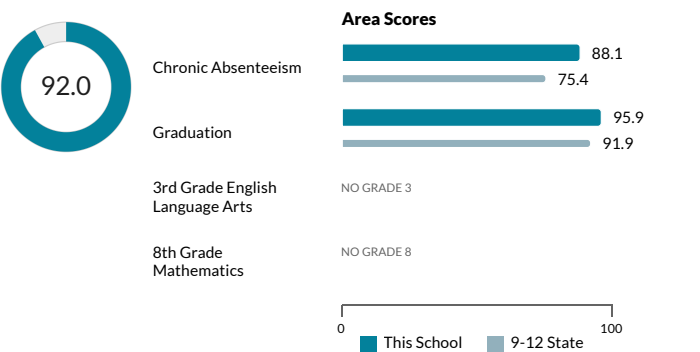 Area Scores
92.0
Chronic Absenteeism
88.1
75.4
Graduation
95.9
91.9
3rd Grade English
Language Arts
NO GRADE 3
8th Grade
Mathematics
NO GRADE 8
0
100
This School
9-12 State